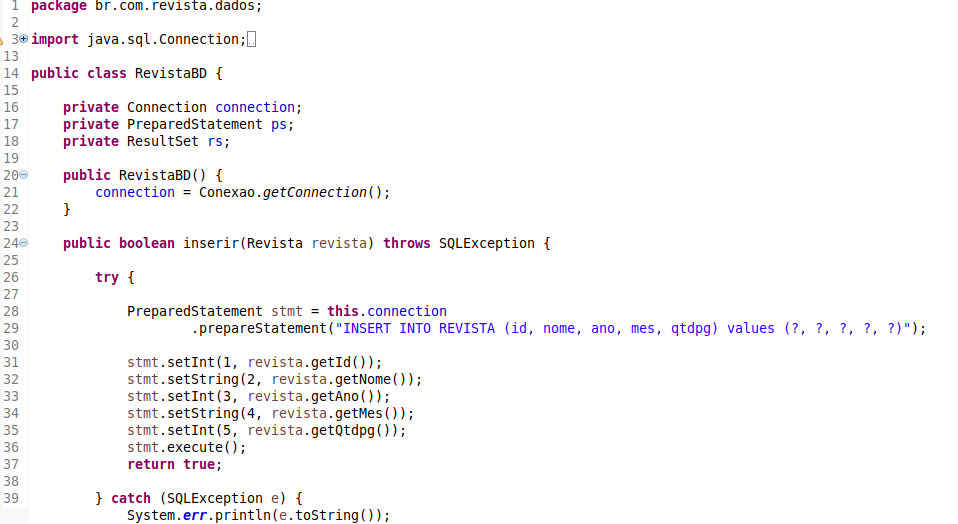 1 package br.com.revista.dados;
2
3 import java.sql.Connection;
13
14 public class RevistaBD {
15
16 private Connection connection;
17 private PreparedStatement ps;
18 private ResultSet rs;
19
20 public RevistaBD() {
21 connection = Conexao.getConnection();
22 }
23
24 public boolean inserir(Revista revista) throws SQLException {
25
26 try {
27
28 PreparedStatement stmt = this.connection
29 .prepareStatement("INSERT INTO REVISTA (id, nome, ano, mes, qtdpg) values (?, ?, ?, ?, ?)");
30
31 stmt.setInt(1, revista.getId());
32 stmt.setString(2, revista.getNome());
33 stmt.setInt(3, revista.getAno());
34 stmt.setString(4, revista.getMes());
35 stmt.setInt(5, revista.getQtdpg());
36 stmt.execute();
37 return true;
38
39 } catch (SQLException e) {
System.err.println(e.toString());